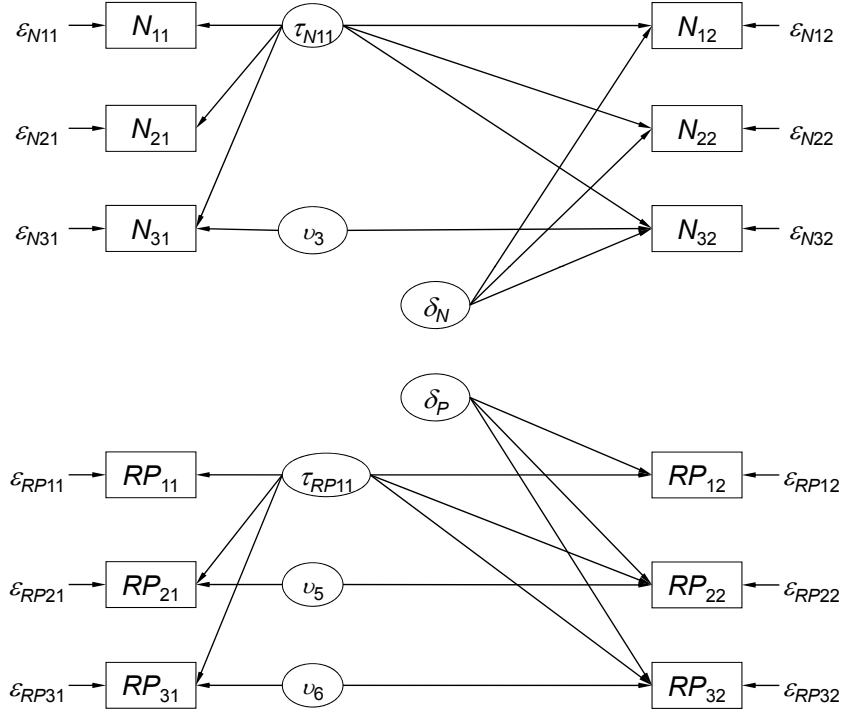 εN11 N11 τN11 N12 εN12
εN21 N21 N22 εN22
εN31 N31 υ3 N32 εN32
δN
δP
εRP11 RP11 τRP11 RP12 εRP12
εRP21 RP21 υ5 RP22 εRP22
εRP31 RP31 υ6 RP32 εRP32